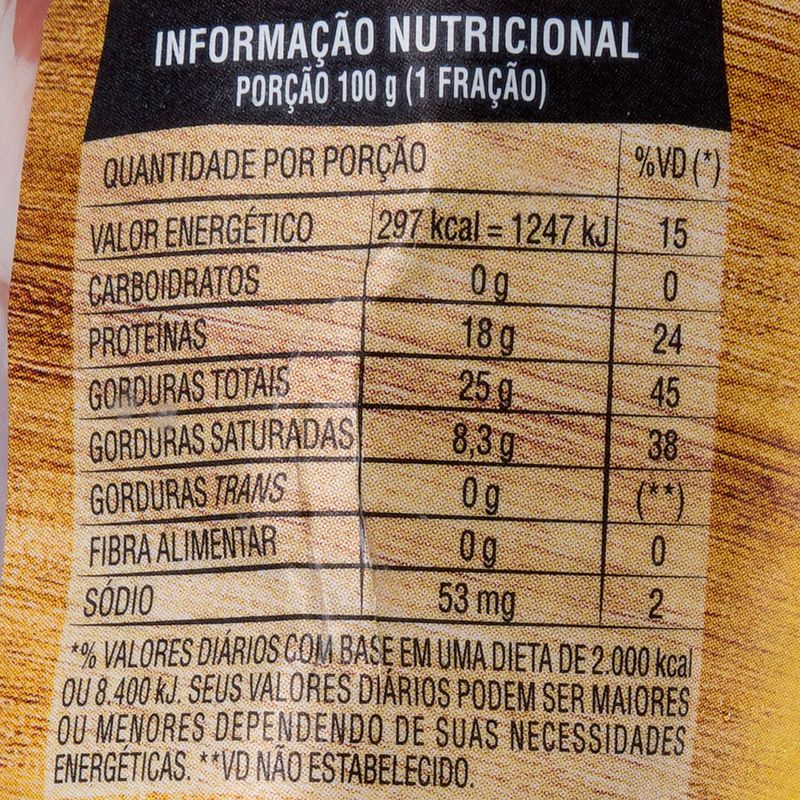 INFORMAÇÃO NUTRICIONAL
PORÇÃO 100 g (1 FRAÇÃO)
QUANTIDADE POR PORÇÃO %VD (*)
VALOR ENERGÉTICO 297 kcal = 1247 kJ 15
CARBOIDRATOS 0 g 0
PROTEÍNAS 18 g 24
GORDURAS TOTAIS 25 g 45
GORDURAS SATURADAS 8,3 g 38
GORDURAS TRANS 0 g (**)
FIBRA ALIMENTAR 0 g 0
SÓDIO 53 mg 2
*% VALORES DIÁRIOS COM BASE EM UMA DIETA DE 2.000 kcal
OU 8.400 kJ. SEUS VALORES DIÁRIOS PODEM SER MAIORES
OU MENORES DEPENDENDO DE SUAS NECESSIDADES
ENERGÉTICAS. **VD NÃO ESTABELECIDO.